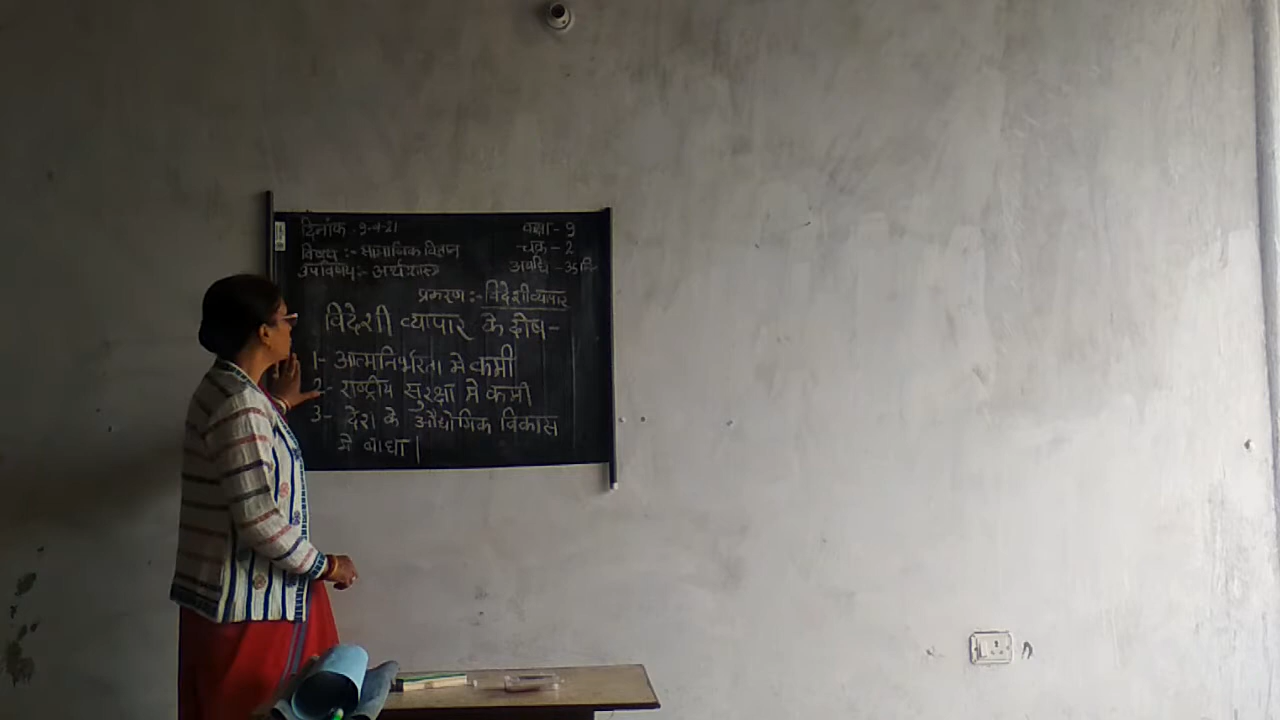 दिनांक - 9-4-21
कक्षा - 9
विषय :- सामाजिक विज्ञान
चक्र - 2
उपविषय :- अर्थशास्त्र
अवधि - 35 मि
प्रकरण :- विदेशी व्यापार
विदेशी व्यापार के दोष -
1- आत्मनिर्भरता मे कमी
2- राष्ट्रीय सुरक्षा मे कमी
3- देश के औद्योगिक विकास
मे बाधा|